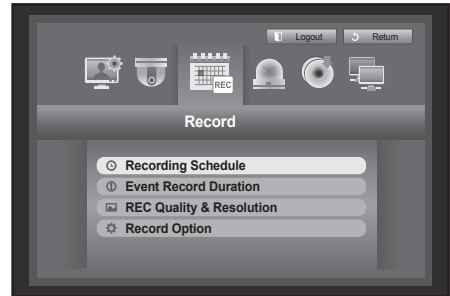 Logout Return
REC
Record
Recording Schedule
Event Record Duration
REC Quality & Resolution
Record Option